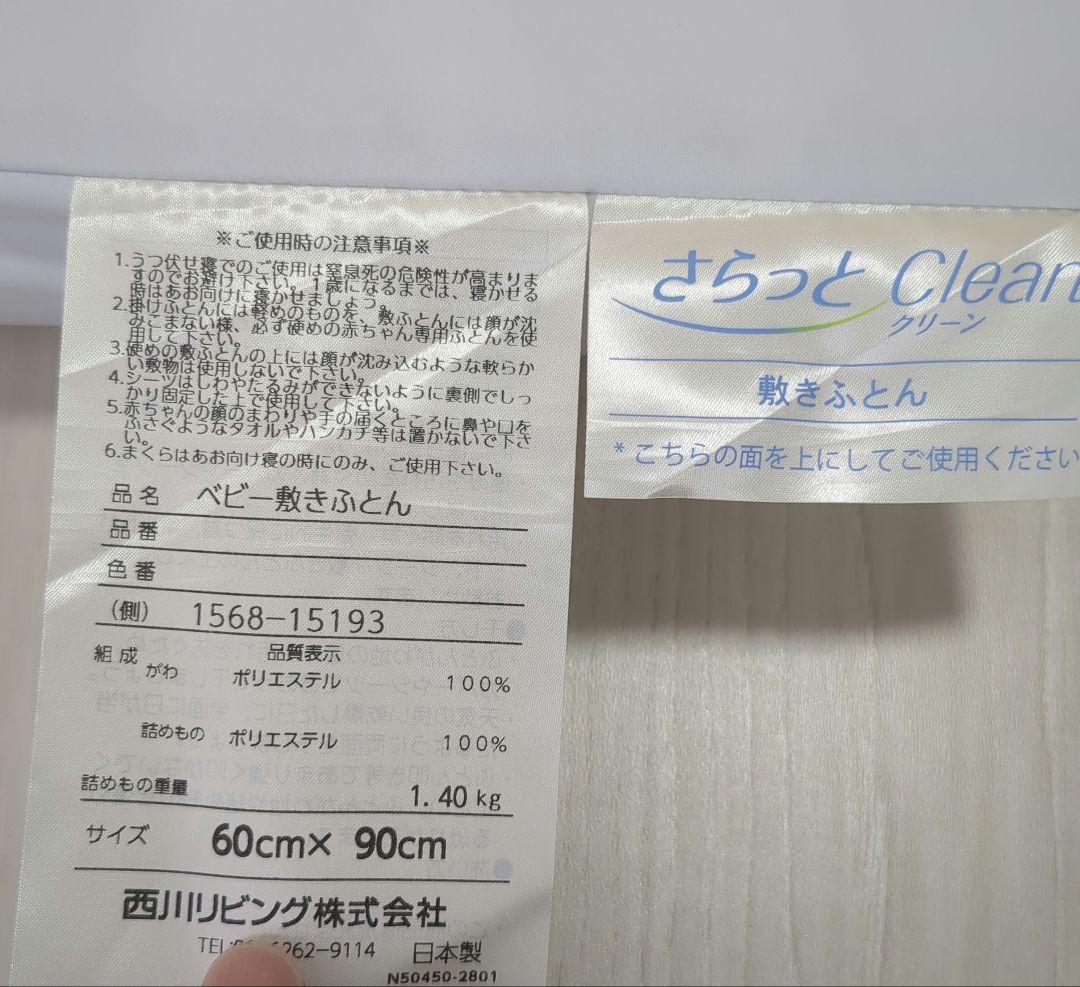 ※ご使用時の注意事項※
1.うつ伏せ寝でのご使用は窒息死の危険性が高まりま
すのでお避け下さい。1歳になるまでは、寝かせる
時はあお向けに寝かせましょう。
2.掛けふとんには軽めのものを、敷ふとんには顔が沈
みこまない様、必ず硬めの赤ちゃん専用ふとんを使
用して下さい。
3.硬めの敷ふとんの上には顔が沈み込むような軟らか
い敷物は使用しないで下さい。
4.シーツはしわやたるみができないように裏側でしっ
かり固定した上で使用して下さい。
5.赤ちゃんの顔のまわりや手の届くところに鼻や口を
ふさぐようなタオルやハンカチ等は置かないで下さ
い。
6.まくらはあお向け寝の時にのみ、ご使用下さい。
品名 ベビー敷きふとん
品番
色番
(側) 1568-15193
組成 品質表示
がわ ポリエステル 100%
詰めもの ポリエステル 100%
詰めもの重量 1.40kg
サイズ 60cm× 90cm
西川リビング株式会社
TEL 6262-9114 日本製
N50450-2801
さらっと Clean
クリーン
敷きふとん
*こちらの面を上にしてご使用ください